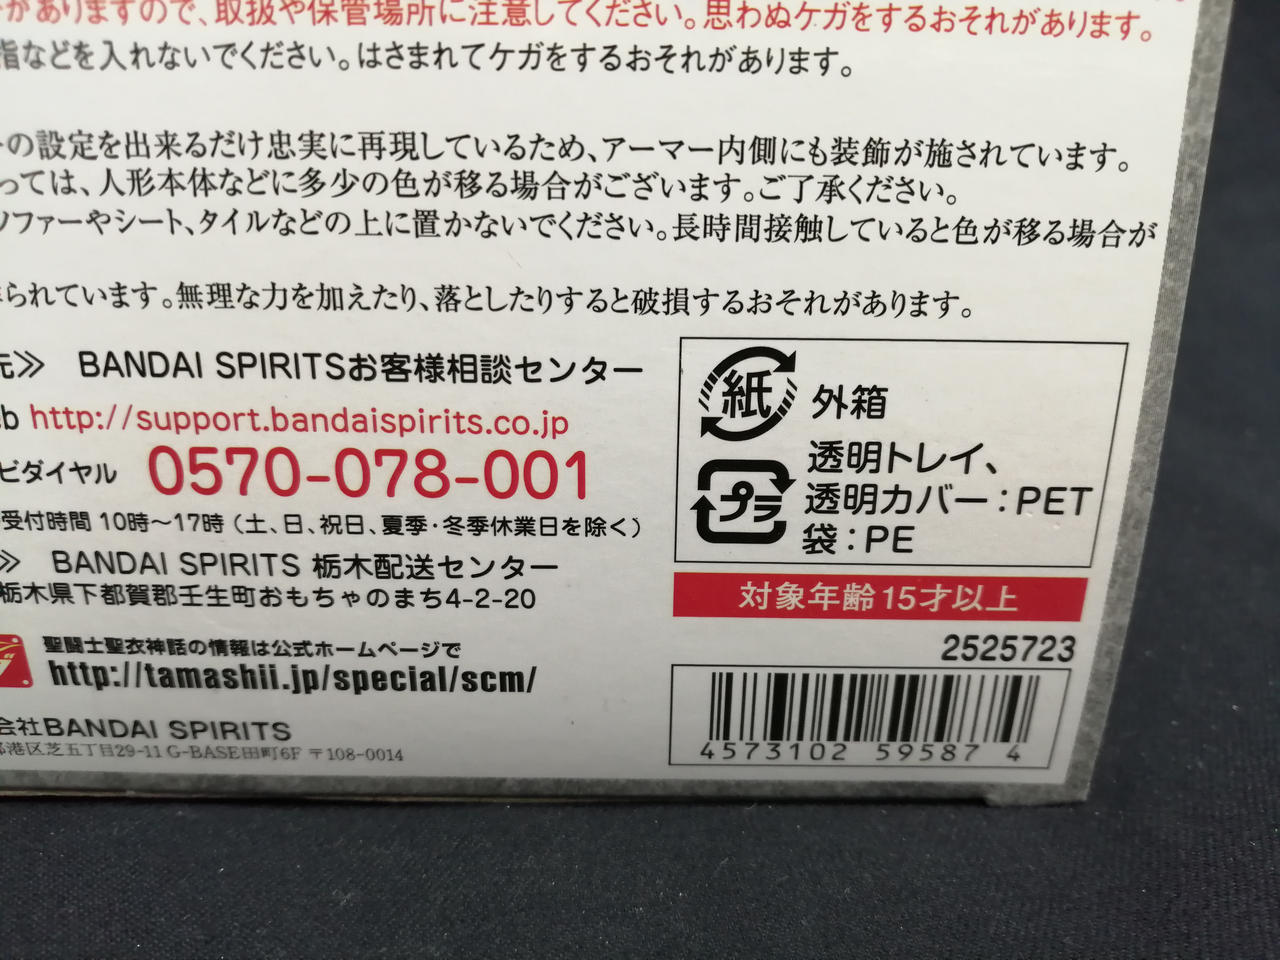 がありますので、取扱や保管場所に注意してください。思わぬケガをするおそれがあります。
指などを入れないでください。はさまれてケガをするおそれがあります。
の設定を出来るだけ忠実に再現しているため、アーマー内側にも装飾が施されています。
っては、人形本体などに多少の色が移る場合がございます。ご了承ください。
ソファーやシート、タイルなどの上に置かないでください。長時間接触していると色が移る場合が
られています。無理な力を加えたり、落としたりすると破損するおそれがあります。
元≫ BANDAI SPIRITSお客様相談センター
b http://support.bandaispirits.co.jp
ビダイヤル 0570-078-001
受付時間 10時～17時（土、日、祝日、夏季・冬季休業日を除く）
≫ BANDAI SPIRITS 栃木配送センター
栃木県下都賀郡壬生町おもちゃのまち4-2-20
聖闘士聖衣神話の情報は公式ホームページで
http://tamashii.jp/special/scm/
会社BANDAI SPIRITS
港区芝五丁目29-11 G-BASE田町6F 〒108-0014
紙 外箱
プラ 透明トレイ、
透明カバー：PET
袋：PE
対象年齢15才以上
2525723
4573102 59587 4